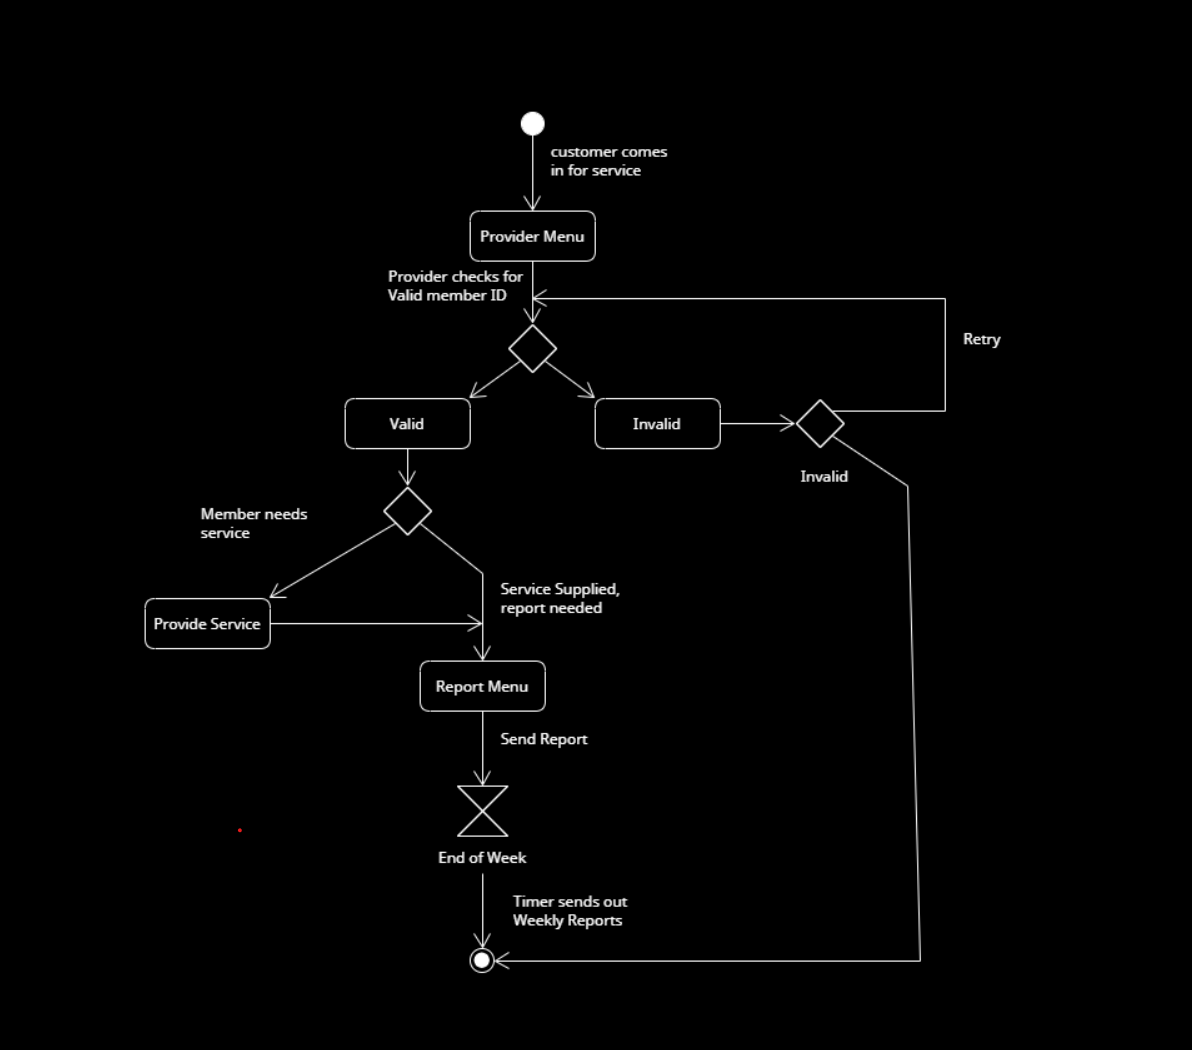 customer comes
in for service
Provider Menu
Provider checks for
Valid member ID
Retry
Valid
Invalid
Invalid
Member needs
service
Service Supplied,
report needed
Provide Service
Report Menu
Send Report
End of Week
Timer sends out
Weekly Reports